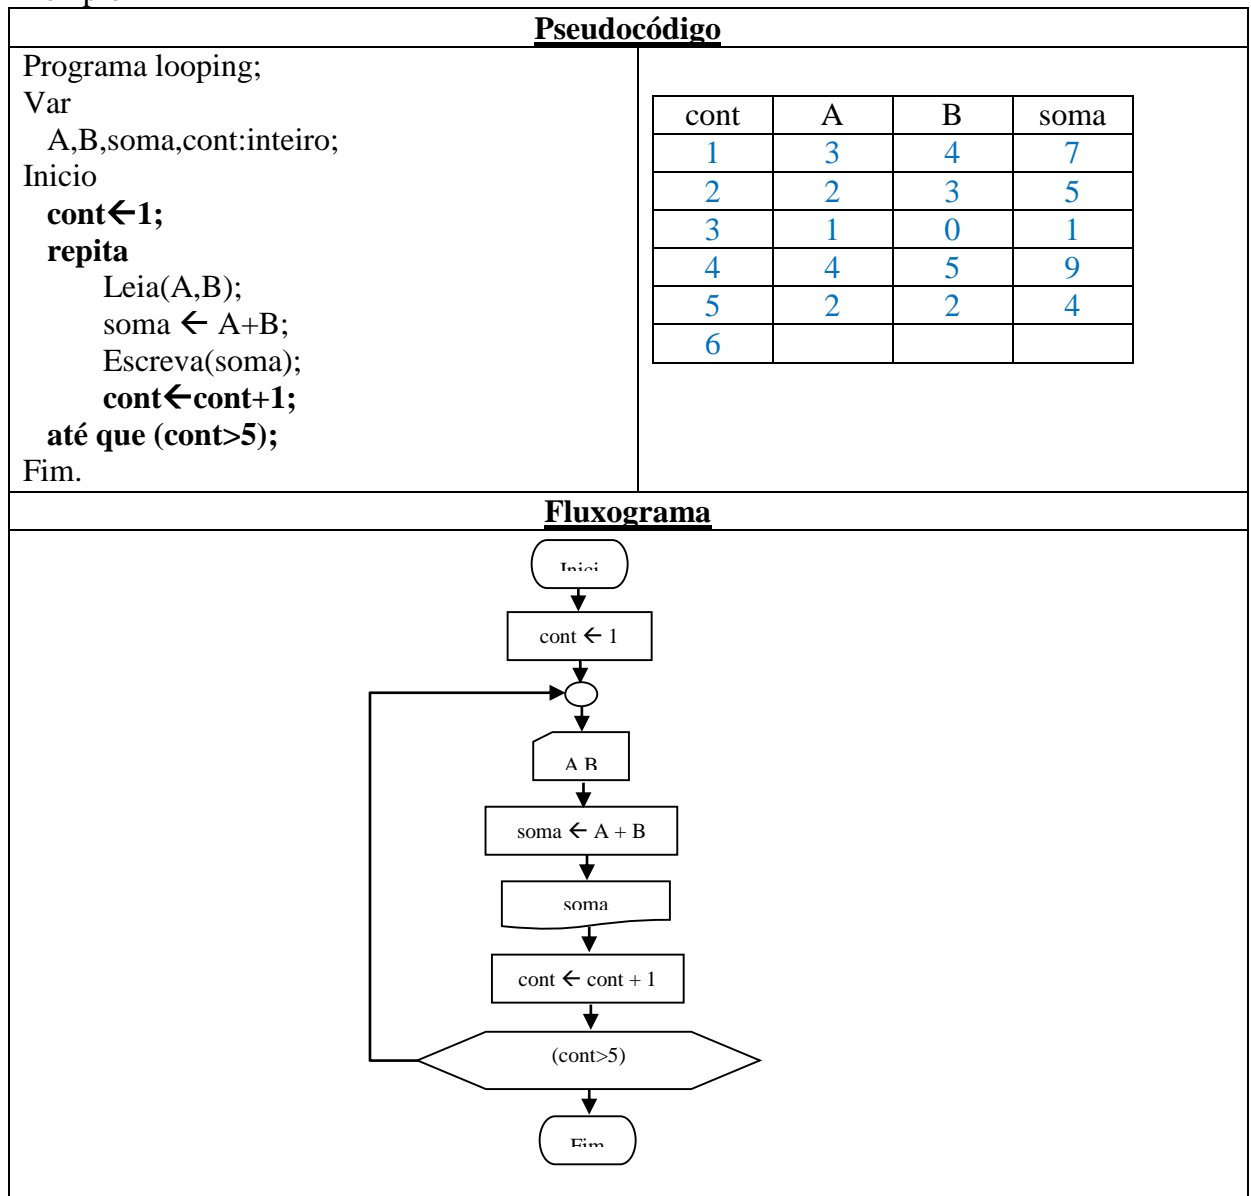 Pseudocódigo
Programa looping;
Var
A,B,soma,cont:inteiro;
Inicio
cont←1;
repita
Leia(A,B);
soma ← A+B;
Escreva(soma);
cont←cont+1;
até que (cont>5);
Fim.
cont A B soma
1 3 4 7
2 2 3 5
3 1 0 1
4 4 5 9
5 2 2 4
6
Fluxograma
Inici
cont ← 1
A B
soma ← A + B
soma
cont ← cont + 1
(cont>5)
Fim